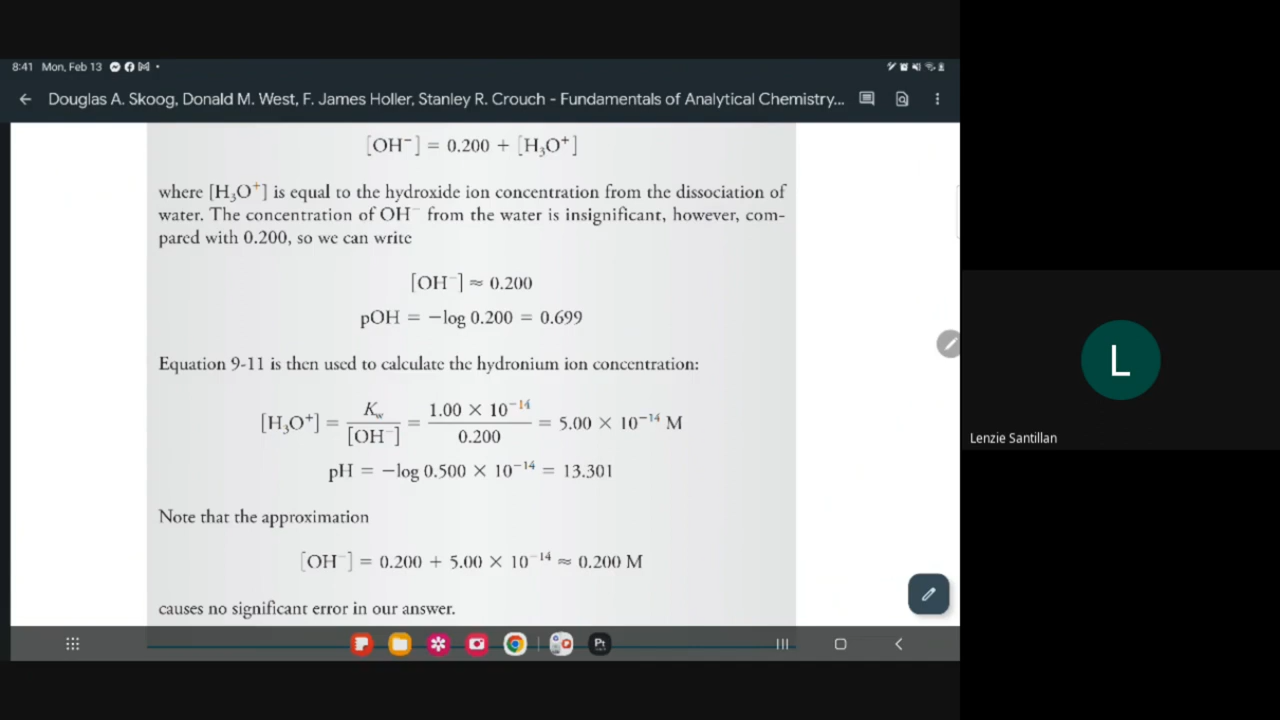 8:41 Mon, Feb 13
Douglas A. Skoog, Donald M. West, F. James Holler, Stanley R. Crouch - Fundamentals of Analytical Chemistry...
[OH⁻] = 0.200 + [H₃O⁺]
where [H₃O⁺] is equal to the hydroxide ion concentration from the dissociation of
water. The concentration of OH⁻ from the water is insignificant, however, com-
pared with 0.200, so we can write
[OH⁻] ≈ 0.200
pOH = −log 0.200 = 0.699
Equation 9-11 is then used to calculate the hydronium ion concentration:
[H₃O⁺] = K_w / [OH⁻] = 1.00 × 10⁻¹⁴ / 0.200 = 5.00 × 10⁻¹⁴ M
pH = −log 0.500 × 10⁻¹⁴ = 13.301
Note that the approximation
[OH⁻] = 0.200 + 5.00 × 10⁻¹⁴ ≈ 0.200 M
causes no significant error in our answer.
Pt
L
Lenzie Santillan